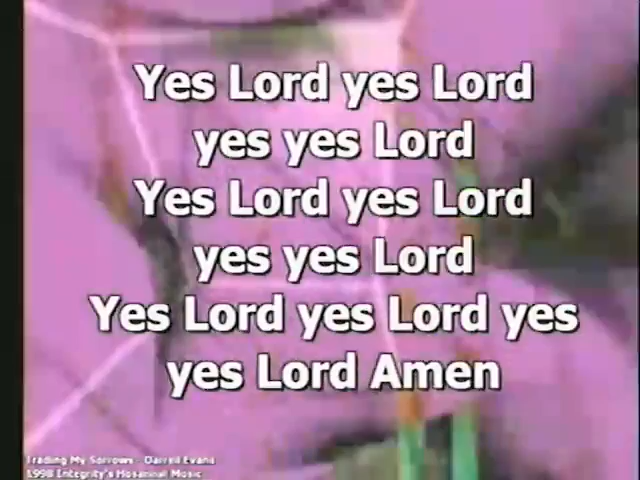 Yes Lord yes Lord
yes yes Lord
Yes Lord yes Lord
yes yes Lord
Yes Lord yes Lord yes
yes Lord Amen
Trading My Sorrows - Darrell Evans
1998 Integrity's Hosanna! Music